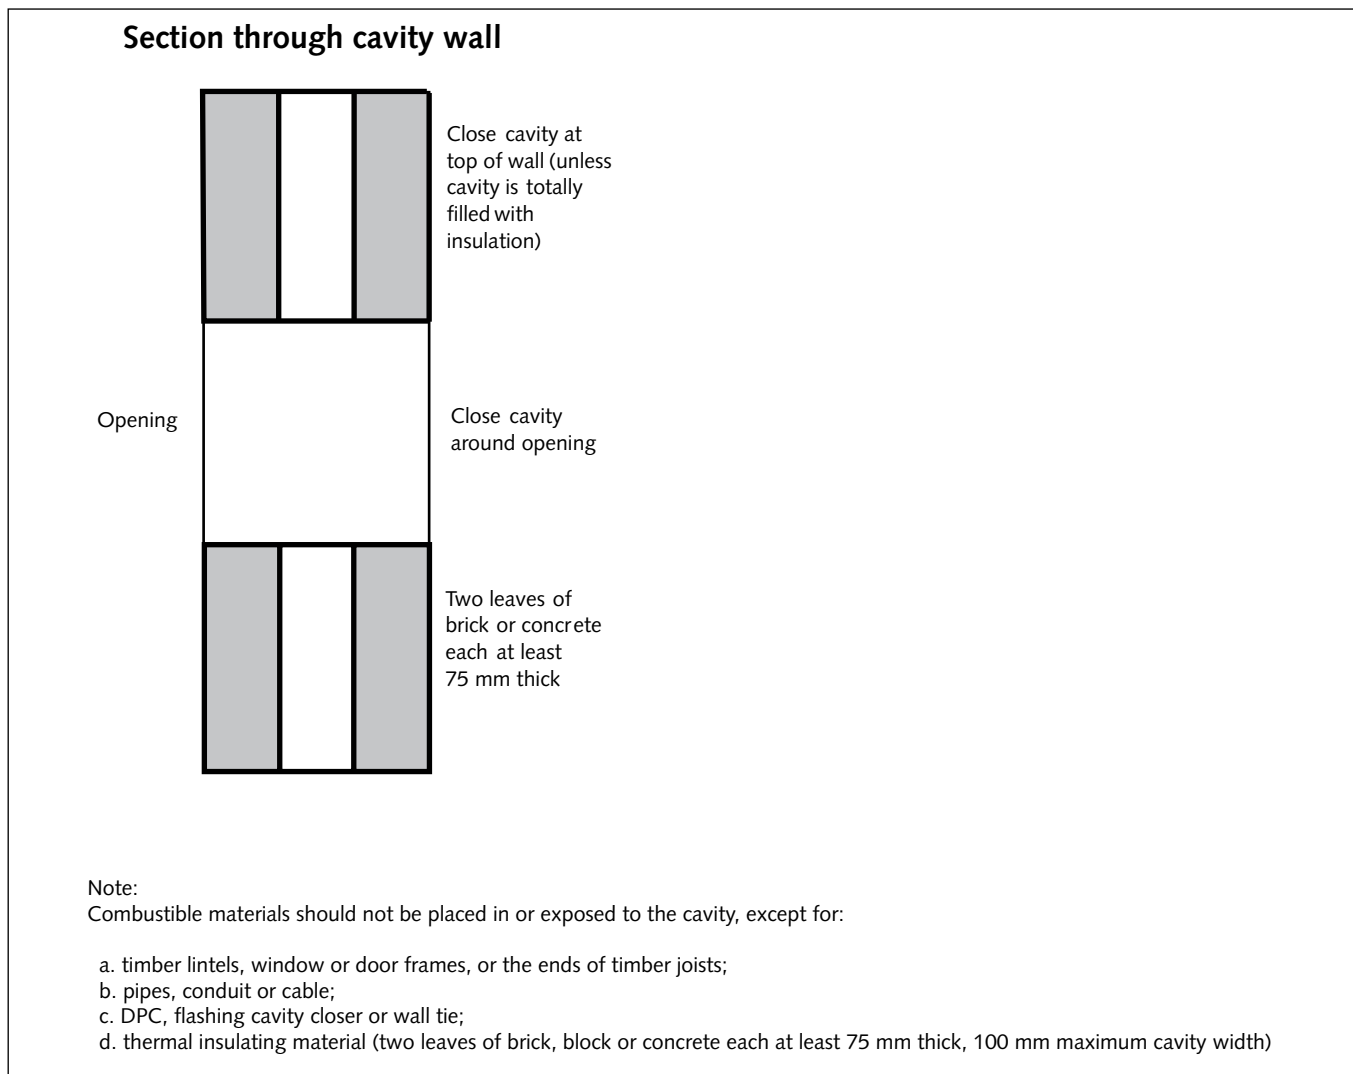 Section through cavity wall
Close cavity at
top of wall (unless
cavity is totally
filled with
insulation)
Opening
Close cavity
around opening
Two leaves of
brick or concrete
each at least
75 mm thick
Note:
Combustible materials should not be placed in or exposed to the cavity, except for:
a. timber lintels, window or door frames, or the ends of timber joists;
b. pipes, conduit or cable;
c. DPC, flashing cavity closer or wall tie;
d. thermal insulating material (two leaves of brick, block or concrete each at least 75 mm thick, 100 mm maximum cavity width)